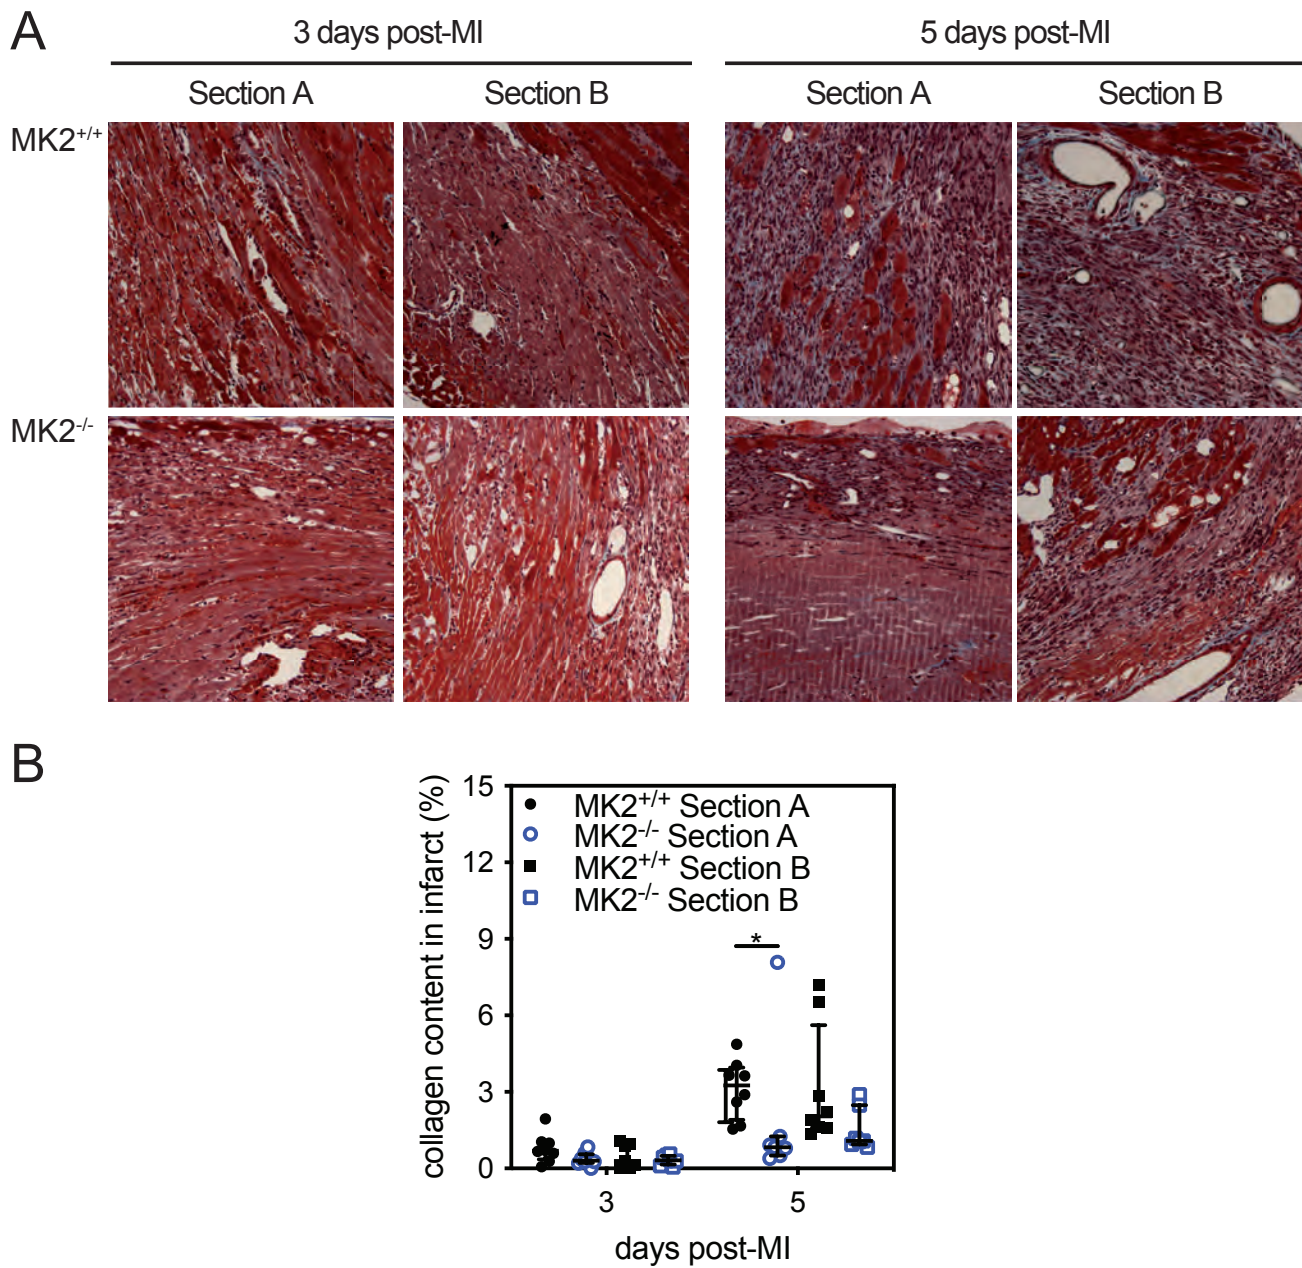 A
3 days post-MI
5 days post-MI
Section A
Section B
Section A
Section B
MK2+/+
MK2-/-
B
collagen content in infarct (%)
15
12
9
6
3
0
MK2+/+ Section A
MK2-/- Section A
MK2+/+ Section B
MK2-/- Section B
*
3
5
days post-MI